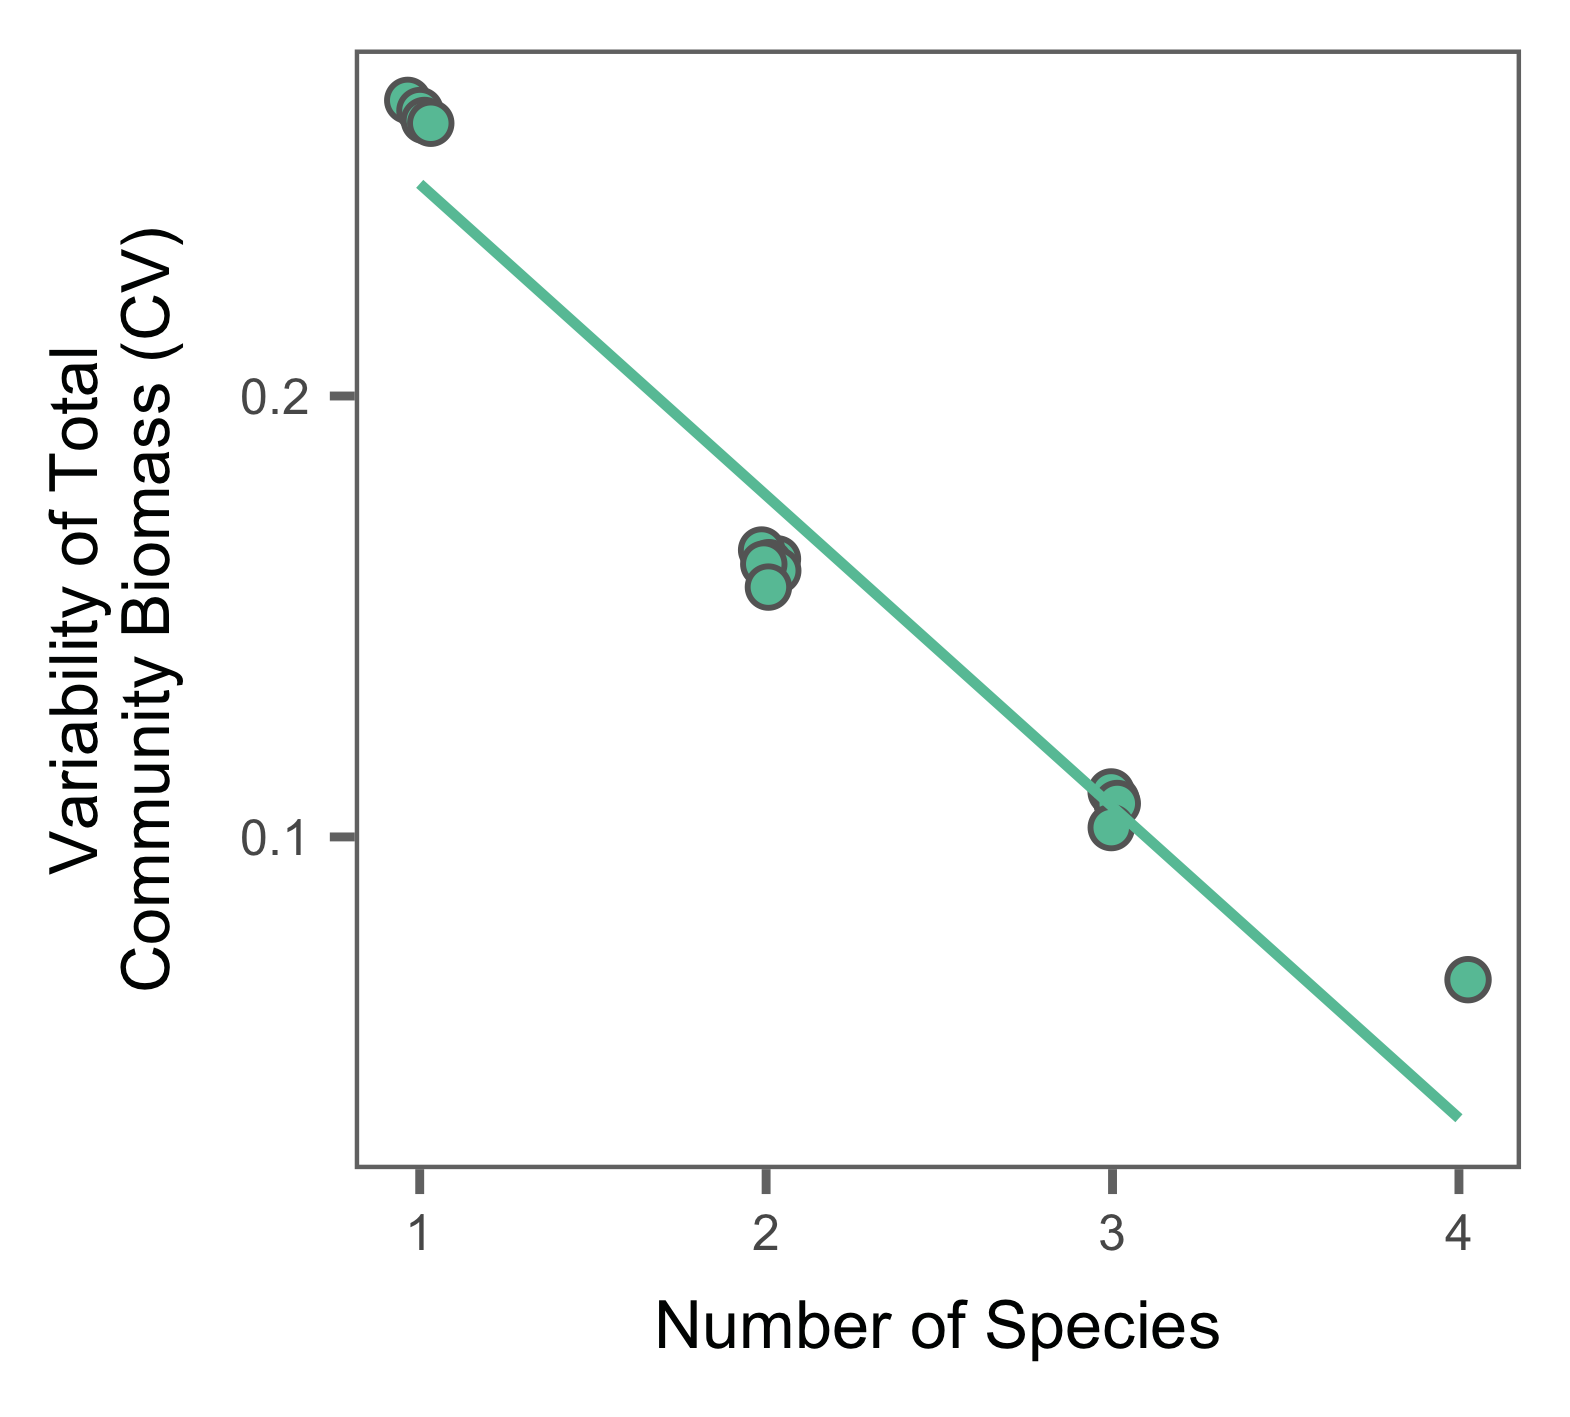 Variability of Total
Community Biomass (CV)
0.2
0.1
1 2 3 4
Number of Species